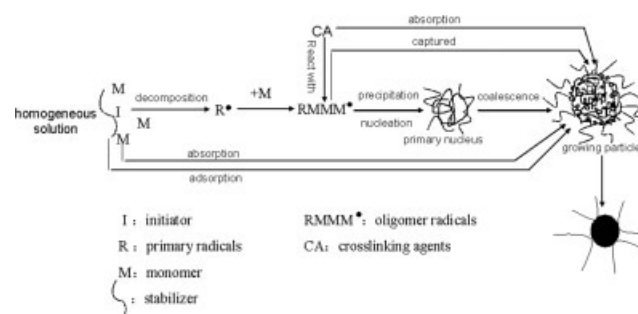 absorption
CA
captured
React with
M
I
M
M
homogeneous
solution
decomposition
R•
+M
RMMM•
precipitation
nucleation
primary nucleus
coalescence
growing particle
absorption
adsorption
I： initiator
RMMM•： oligomer radicals
R： primary radicals
CA： crosslinking agents
M： monomer
： stabilizer